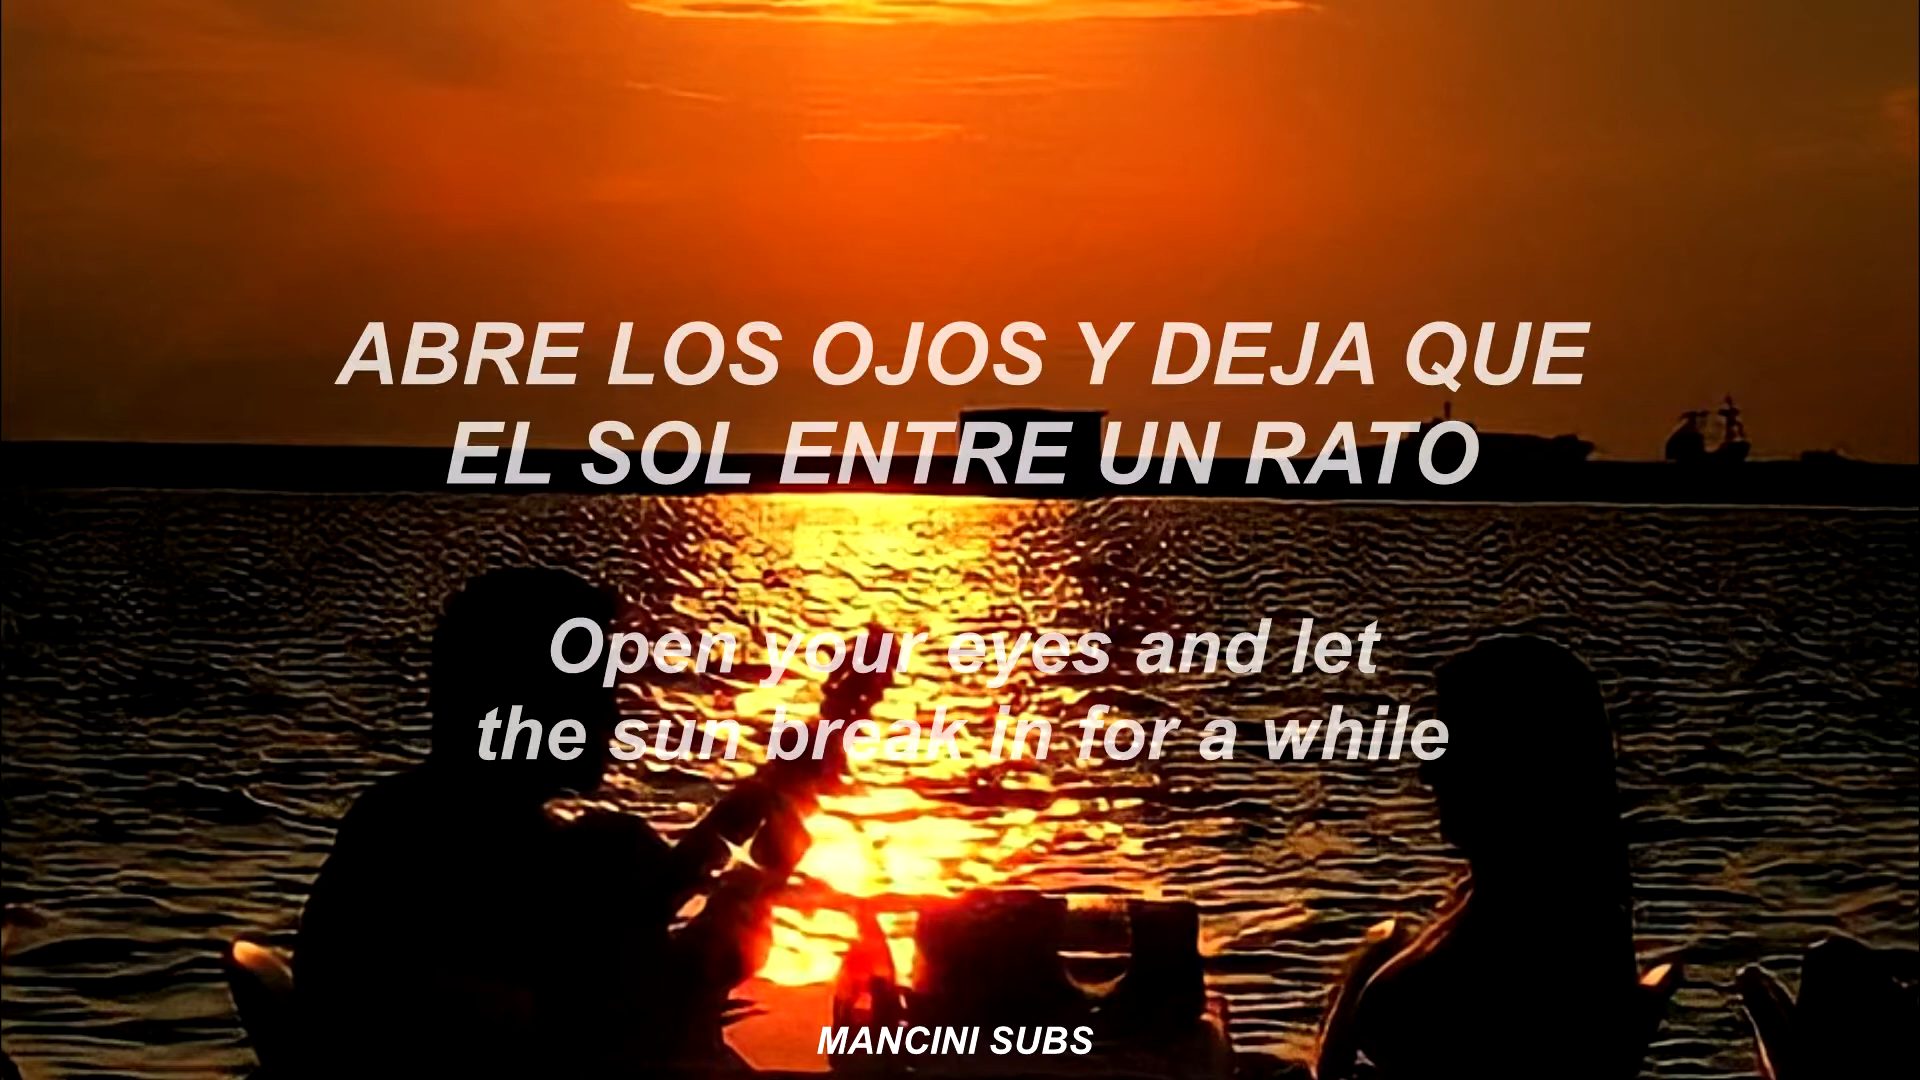 ABRE LOS OJOS Y DEJA QUE
EL SOL ENTRE UN RATO
Open your eyes and let
the sun break in for a while
MANCINI SUBS